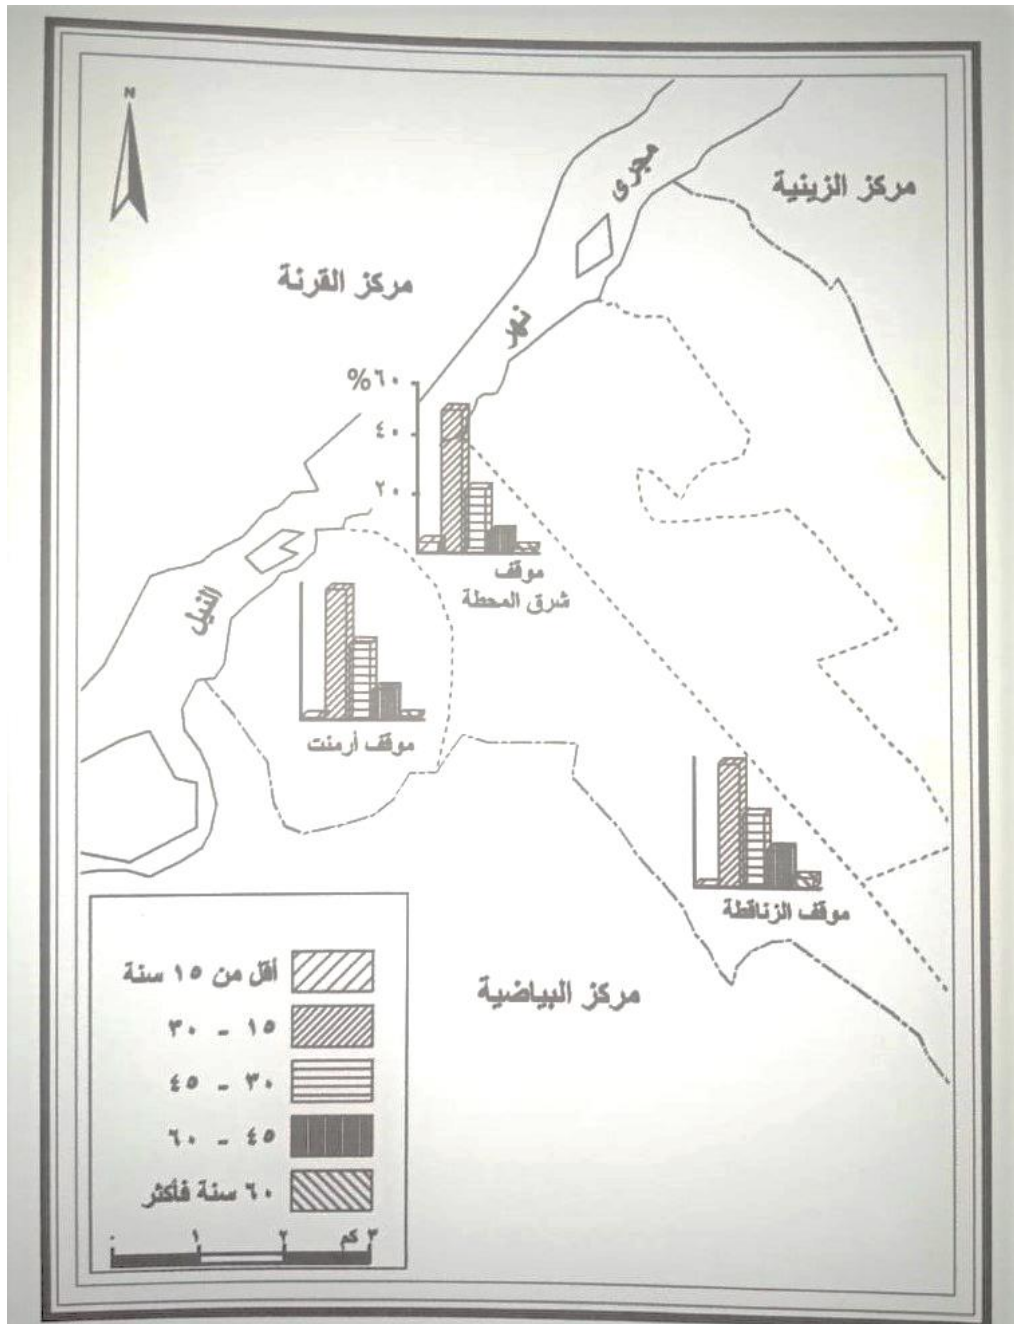 N
مركز الزينية
مجرى
مركز القرنة
نهر
%٦٠
٤٠
٢٠
موقف
شرق المحطة
النيل
موقف أرمنت
موقف الزناقطة
مركز البياضية
أقل من ١٥ سنة
١٥ - ٣٠
٣٠ - ٤٥
٤٥ - ٦٠
٦٠ سنة فأكثر
٠ ١ ٢ ٣ كم